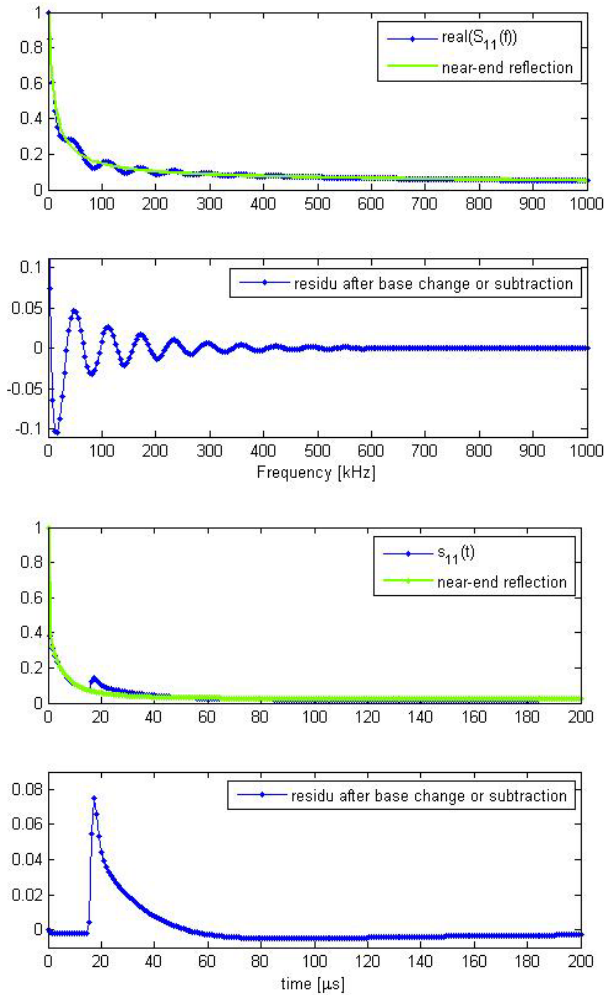 1
0.8
0.6
0.4
0.2
0
real(S11(f))
near-end reflection
0 100 200 300 400 500 600 700 800 900 1000
0.1
0.05
0
-0.05
-0.1
residu after base change or subtraction
0 100 200 300 400 500 600 700 800 900 1000
Frequency [kHz]
1
0.8
0.6
0.4
0.2
0
s11(t)
near-end reflection
0 20 40 60 80 100 120 140 160 180 200
0.08
0.06
0.04
0.02
0
residu after base change or subtraction
0 20 40 60 80 100 120 140 160 180 200
time [μs]